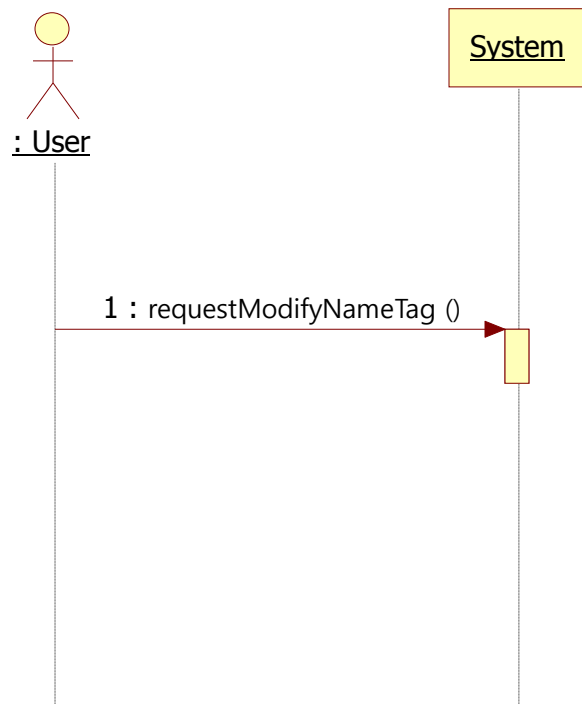 System
: User
1 : requestModifyNameTag ()